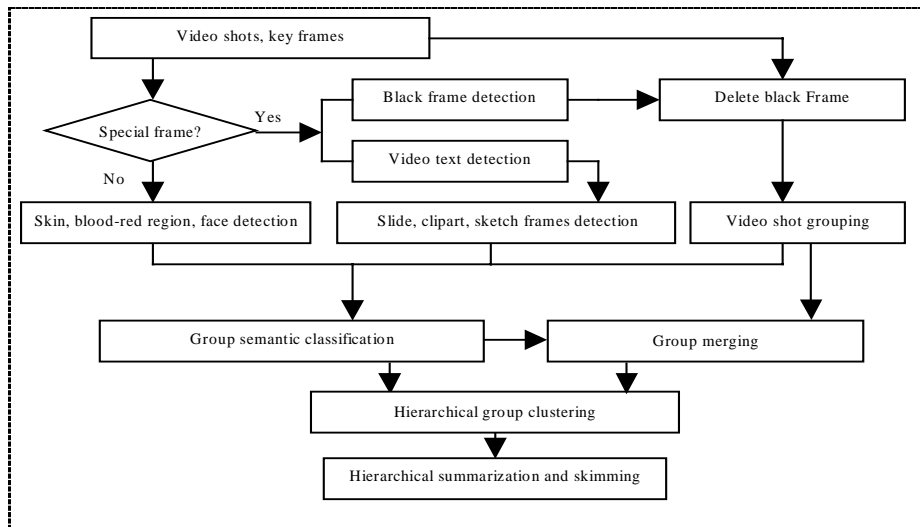 Video shots, key frames
Special frame?
Yes
No
Black frame detection
Delete black Frame
Video text detection
Skin, blood-red region, face detection
Slide, clipart, sketch frames detection
Video shot grouping
Group semantic classification
Group merging
Hierarchical group clustering
Hierarchical summarization and skimming